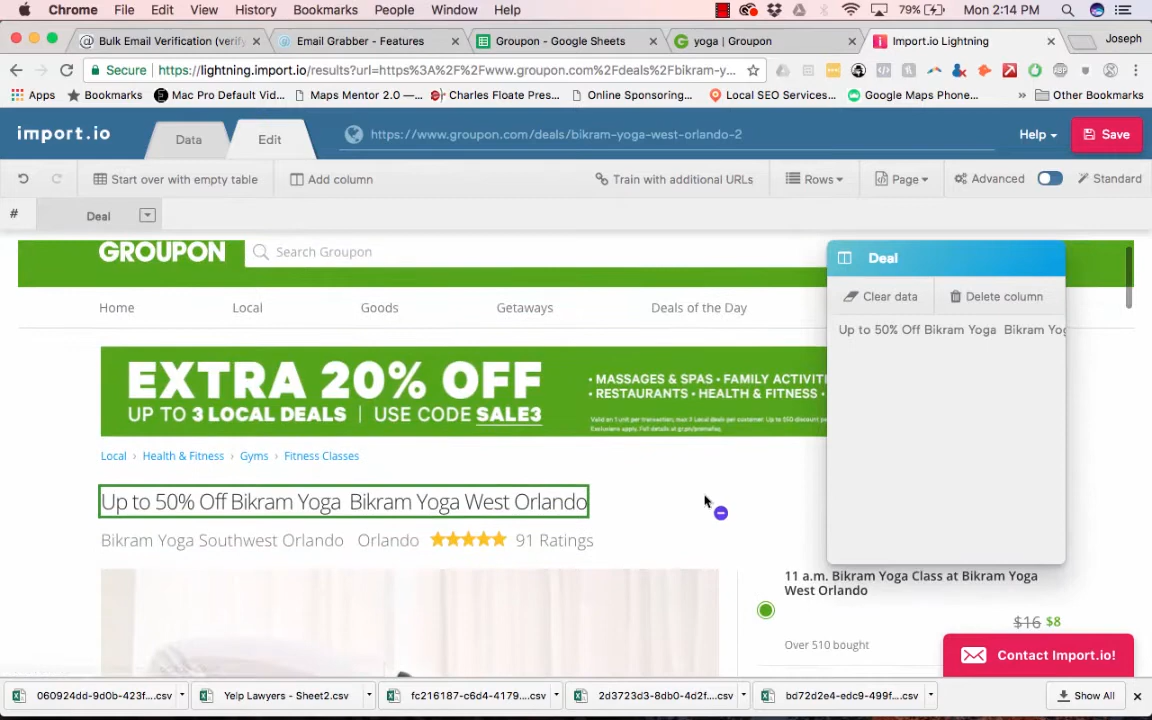 Chrome File Edit View History Bookmarks People Window Help 79% Mon 2:14 PM
Bulk Email Verification (verify Email Grabber - Features Groupon - Google Sheets yoga | Groupon Import.io Lightning Joseph
Secure https://lightning.import.io/results?url=https%3A%2F%2Fwww.groupon.com%2Fdeals%2Fbikram-y...
Apps Bookmarks Mac Pro Default Vid... Maps Mentor 2.0 —... Charles Floate Pres... Online Sponsoring... Local SEO Services... Google Maps Phone... » Other Bookmarks
import.io Data Edit https://www.groupon.com/deals/bikram-yoga-west-orlando-2 Help Save
Start over with empty table Add column Train with additional URLs Rows Page Advanced Standard
# Deal
GROUPON Search Groupon
Deal
Clear data Delete column
Up to 50% Off Bikram Yoga Bikram Yog
Home Local Goods Getaways Deals of the Day
EXTRA 20% OFF
UP TO 3 LOCAL DEALS | USE CODE SALE3
• MASSAGES & SPAS • FAMILY ACTIVITI
• RESTAURANTS • HEALTH & FITNESS •
Local › Health & Fitness › Gyms › Fitness Classes
Up to 50% Off Bikram Yoga Bikram Yoga West Orlando
Bikram Yoga Southwest Orlando Orlando 91 Ratings
11 a.m. Bikram Yoga Class at Bikram Yoga
West Orlando
$16 $8
Over 510 bought
Contact Import.io!
060924dd-9d0b-423f....csv Yelp Lawyers - Sheet2.csv fc216187-c6d4-4179....csv 2d3723d3-8db0-4d2f....csv bd72d2e4-edc9-499f....csv Show All